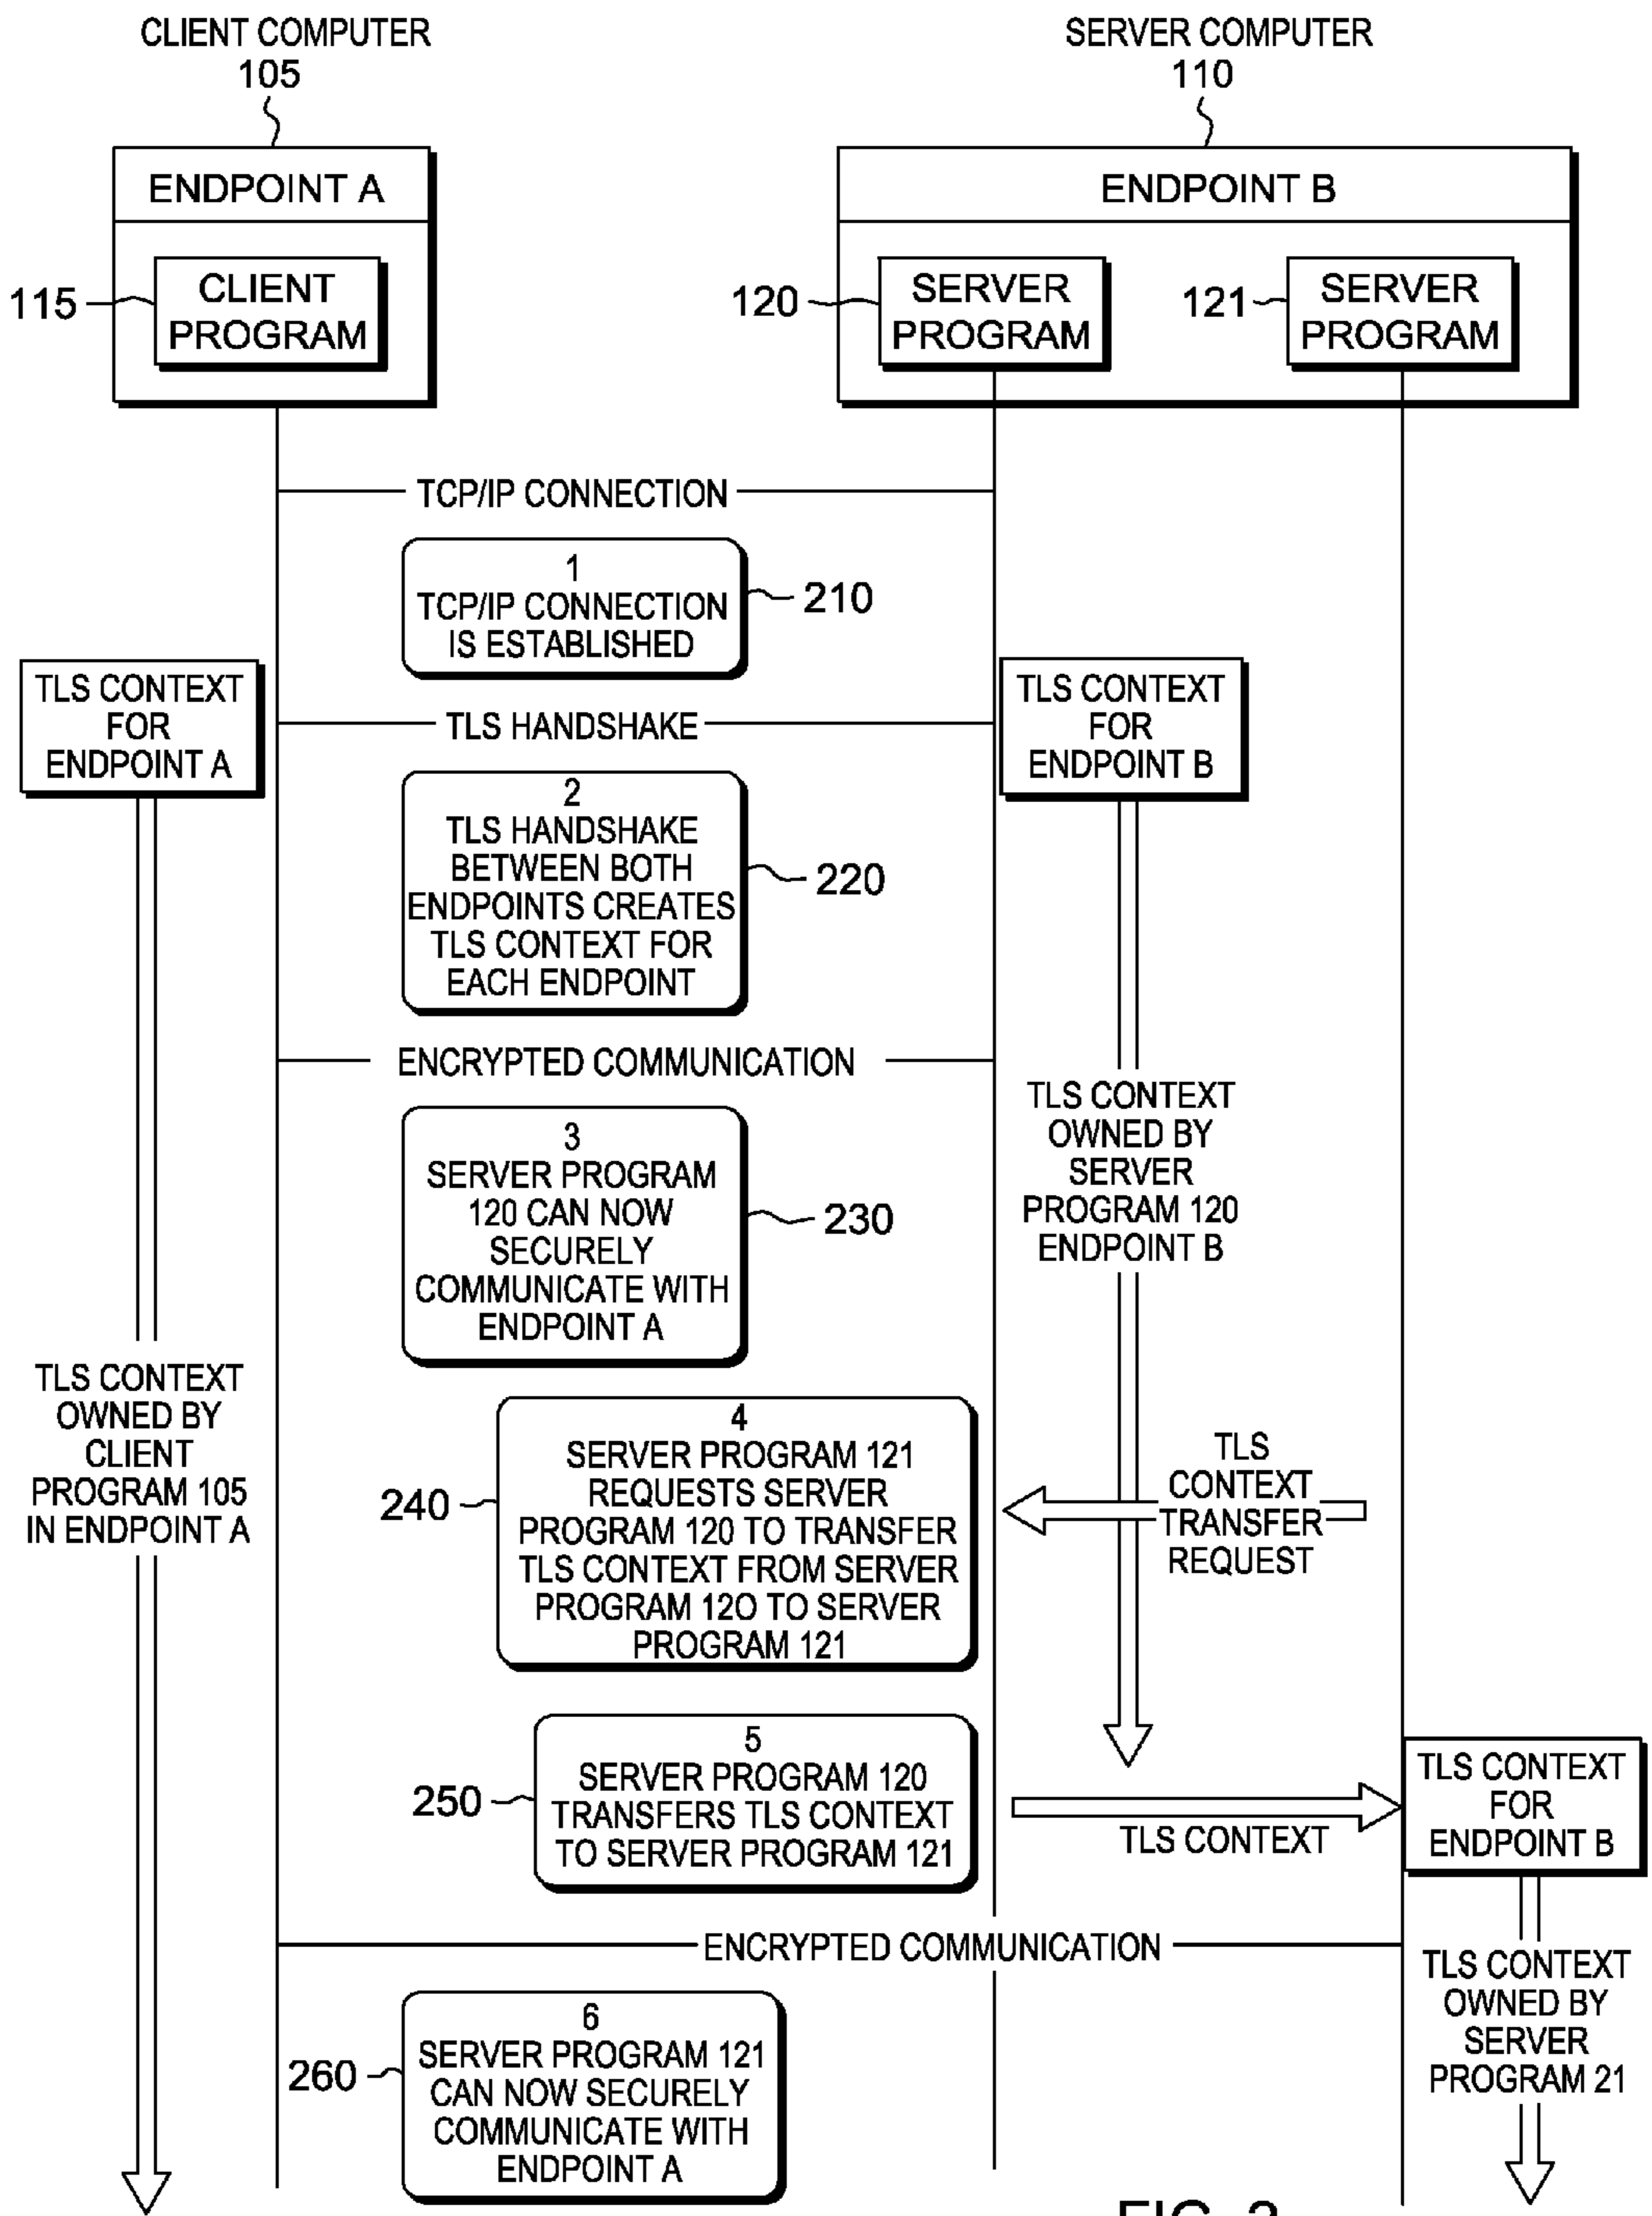 CLIENT COMPUTER
105
SERVER COMPUTER
110
ENDPOINT A
ENDPOINT B
115
CLIENT
PROGRAM
120
SERVER
PROGRAM
121
SERVER
PROGRAM
TCP/IP CONNECTION
1
TCP/IP CONNECTION
IS ESTABLISHED
210
TLS CONTEXT
FOR
ENDPOINT A
TLS HANDSHAKE
TLS CONTEXT
FOR
ENDPOINT B
2
TLS HANDSHAKE
BETWEEN BOTH
ENDPOINTS CREATES
TLS CONTEXT FOR
EACH ENDPOINT
220
ENCRYPTED COMMUNICATION
TLS CONTEXT
OWNED BY
SERVER
PROGRAM 120
ENDPOINT B
3
SERVER PROGRAM
120 CAN NOW
SECURELY
COMMUNICATE WITH
ENDPOINT A
230
TLS CONTEXT
OWNED BY
CLIENT
PROGRAM 105
IN ENDPOINT A
240
4
SERVER PROGRAM 121
REQUESTS SERVER
PROGRAM 120 TO TRANSFER
TLS CONTEXT FROM SERVER
PROGRAM 12O TO SERVER
PROGRAM 121
TLS
CONTEXT
TRANSFER
REQUEST
250
5
SERVER PROGRAM 120
TRANSFERS TLS CONTEXT
TO SERVER PROGRAM 121
TLS CONTEXT
TLS CONTEXT
FOR
ENDPOINT B
ENCRYPTED COMMUNICATION
TLS CONTEXT
OWNED BY
SERVER
PROGRAM 21
260
6
SERVER PROGRAM 121
CAN NOW SECURELY
COMMUNICATE WITH
ENDPOINT A
FIG.